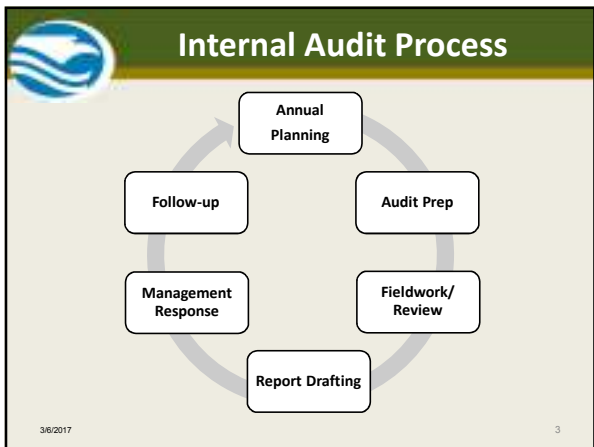 Internal Audit Process
Annual
Planning
Audit Prep
Fieldwork/
Review
Report Drafting
Management
Response
Follow-up
3/6/2017
3